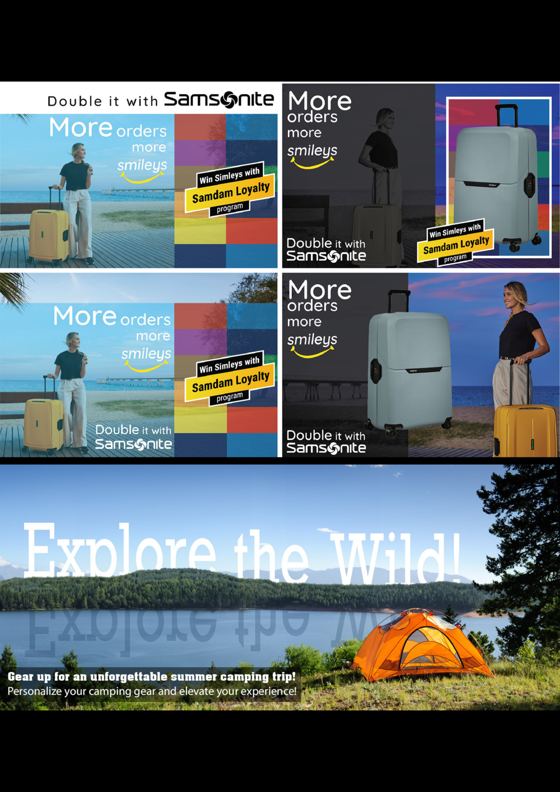 Double it with Samsonite
More orders
more
smileys
Win Simleys with
Samdam Loyalty
program
More
orders
more
smileys
Win Simleys with
Samdam Loyalty
program
Double it with
Samsonite
More orders
more
smileys
Win Simleys with
Samdam Loyalty
program
Double it with
Samsonite
More
orders
more
smileys
Double it with
Samsonite
Explore the Wild!
Explore the W
Gear up for an unforgettable summer camping trip!
Personalize your camping gear and elevate your experience!